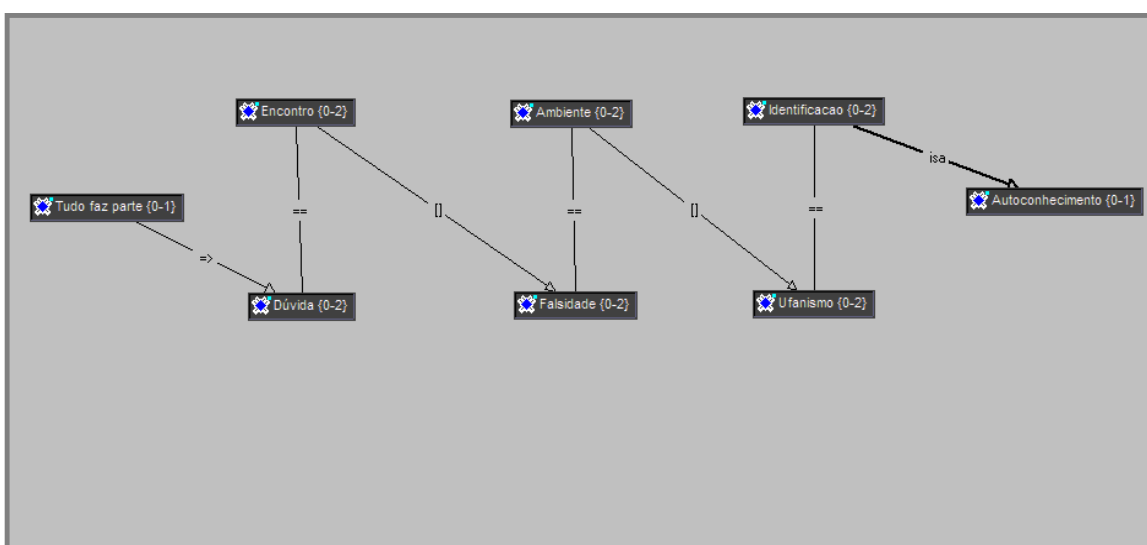 Encontro {0-2}
Ambiente {0-2}
Identificacao {0-2}
isa
Tudo faz parte {0-1}
==
[]
==
[]
==
Autoconhecimento {0-1}
=>
Dúvida {0-2}
Falsidade {0-2}
Ufanismo {0-2}